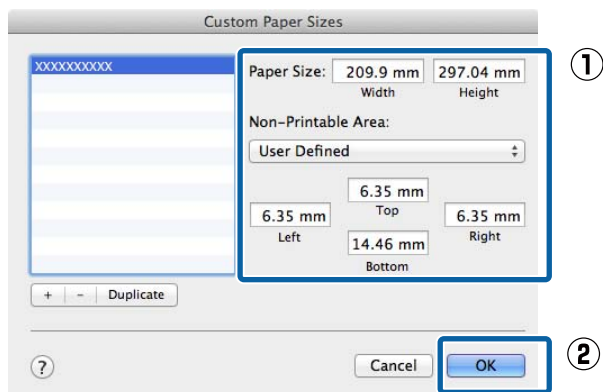 Custom Paper Sizes
XXXXXXXXXX
Paper Size: 209.9 mm 297.04 mm
Width Height
Non-Printable Area:
User Defined
6.35 mm
Top
6.35 mm 6.35 mm
Left Right
14.46 mm
Bottom
+ - Duplicate
? Cancel OK
①
②